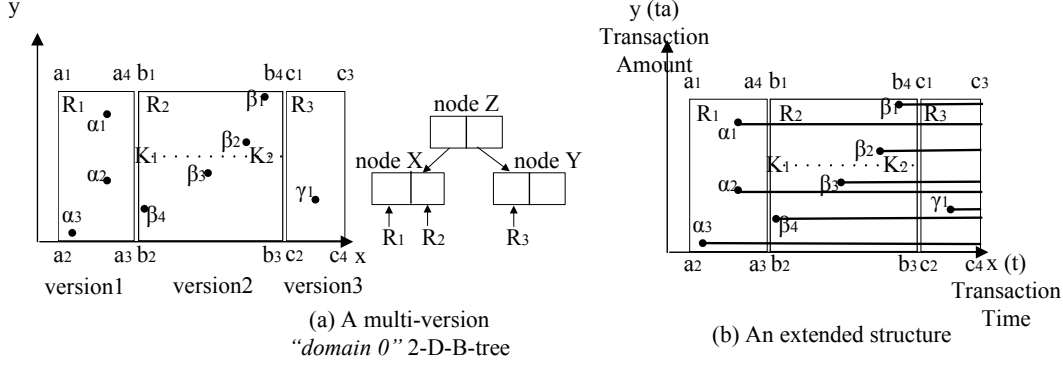 y
a1 a4 b1 b4 c1 c3
R1 R2 β1 R3
α1
β2
K1 K2
α2 β3
β4 γ1
α3
a2 a3 b2 b3 c2 c4 x
version1 version2 version3
node Z
node X node Y
R1 R2 R3
(a) A multi-version
“domain 0” 2-D-B-tree
y (ta)
Transaction
Amount
a1 a4 b1 b4 c1 c3
R1 R2 β1 R3
α1
β2
K1 K2
α2 β3
γ1
α3 β4
a2 a3 b2 b3 c2 c4 x (t)
Transaction
Time
(b) An extended structure